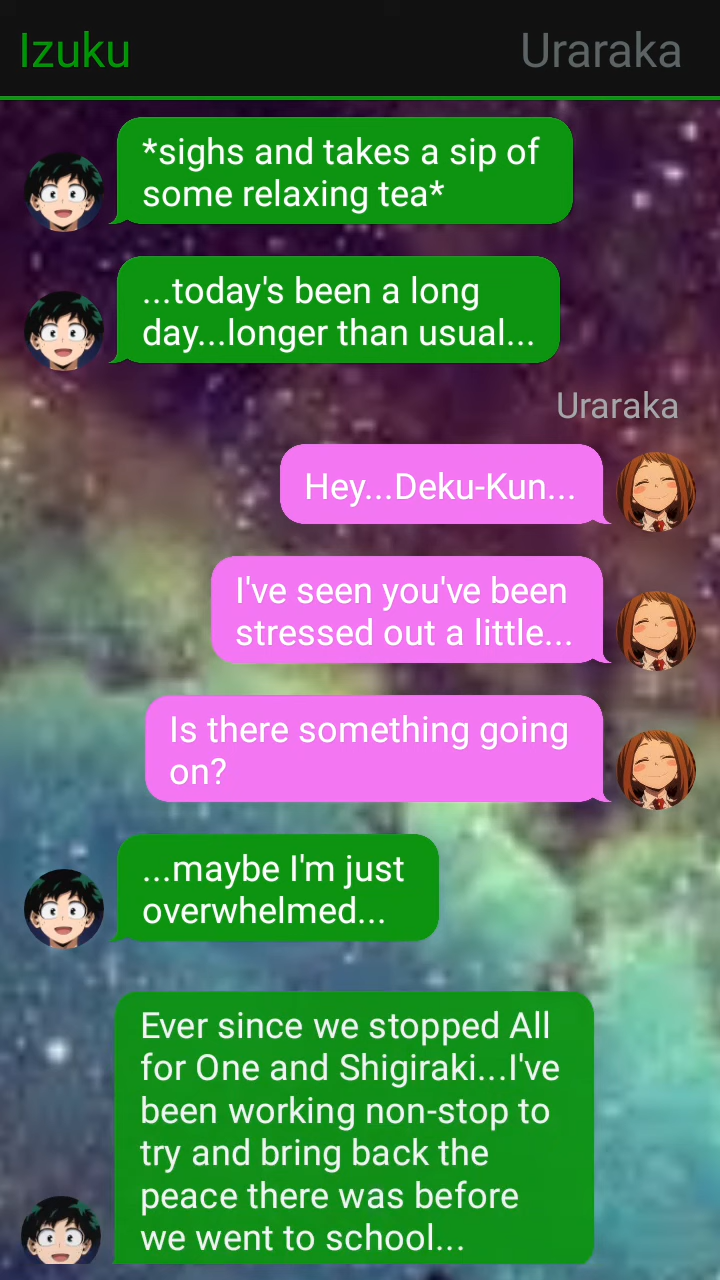 Izuku Uraraka
*sighs and takes a sip of
some relaxing tea*
...today's been a long
day...longer than usual...
Uraraka
Hey...Deku-Kun...
I've seen you've been
stressed out a little...
Is there something going
on?
...maybe I'm just
overwhelmed...
Ever since we stopped All
for One and Shigiraki...I've
been working non-stop to
try and bring back the
peace there was before
we went to school...